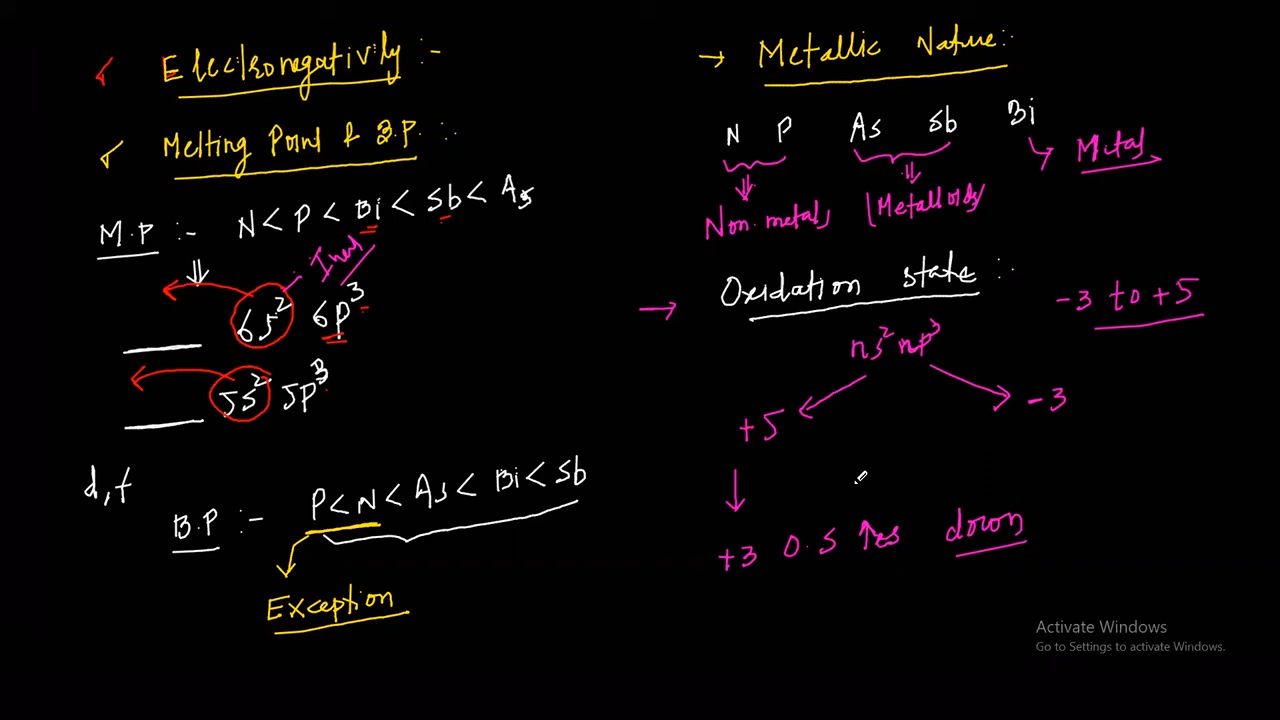 Electronegativity :-
Melting Point & B.P. :-
M.P :- N < P < Bi < Sb < As
⇓
Inert
6s² 6p³
5s² 5p³
d, f
B.P :- P < N < As < Bi < Sb
Exception
→ Metallic Nature :-
N P As Sb Bi
→ Metal
⇓ ⇓
Non-metals Metalloids
→ Oxidation state :-
-3 to +5
ns² np³
+5 -3
↓
+3 O.S ↑es down
Activate Windows
Go to Settings to activate Windows.